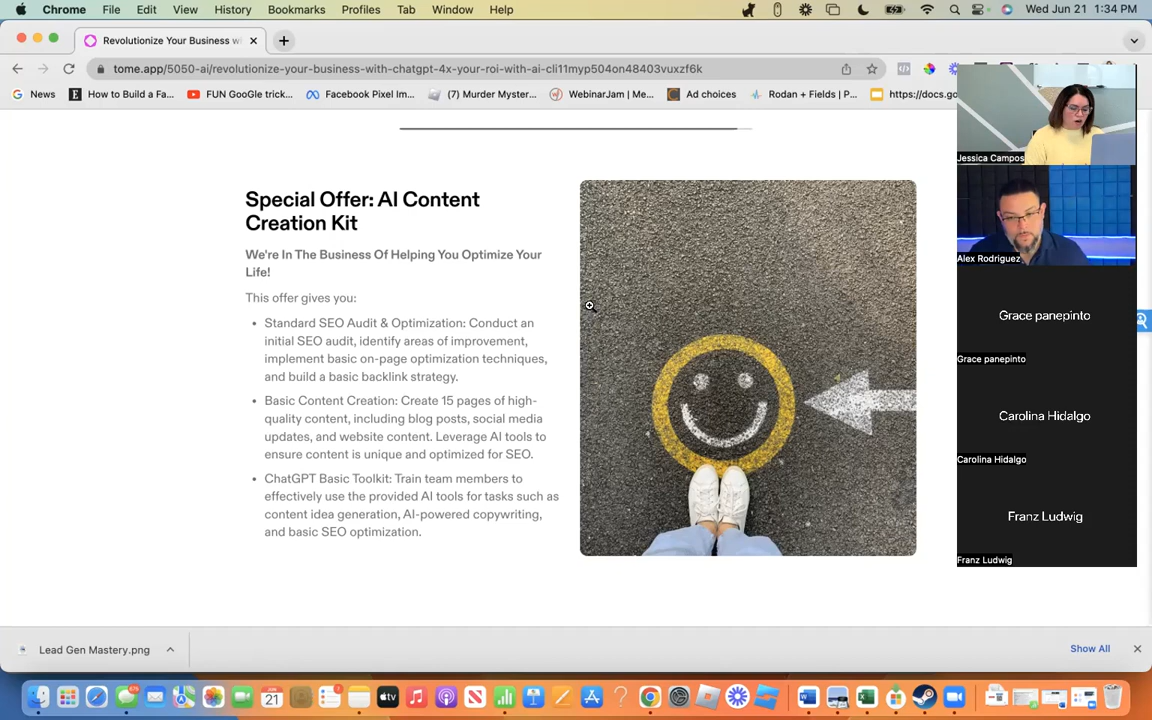 Chrome File Edit View History Bookmarks Profiles Tab Window Help Wed Jun 21 1:34 PM
Revolutionize Your Business wi
tome.app/5050-ai/revolutionize-your-business-with-chatgpt-4x-your-roi-with-ai-cli11myp504on48403vuxzf6k
News How to Build a Fa... FUN GooGle trick... Facebook Pixel Im... (7) Murder Myster... WebinarJam | Me... Ad choices Rodan + Fields | P... https://docs.go
Special Offer: AI Content
Creation Kit
We're In The Business Of Helping You Optimize Your
Life!
This offer gives you:
• Standard SEO Audit & Optimization: Conduct an
initial SEO audit, identify areas of improvement,
implement basic on-page optimization techniques,
and build a basic backlink strategy.
• Basic Content Creation: Create 15 pages of high-
quality content, including blog posts, social media
updates, and website content. Leverage AI tools to
ensure content is unique and optimized for SEO.
• ChatGPT Basic Toolkit: Train team members to
effectively use the provided AI tools for tasks such as
content idea generation, AI-powered copywriting,
and basic SEO optimization.
Jessica Campos
Alex Rodriguez
Grace panepinto
Grace panepinto
Carolina Hidalgo
Carolina Hidalgo
Franz Ludwig
Franz Ludwig
Lead Gen Mastery.png
Show All